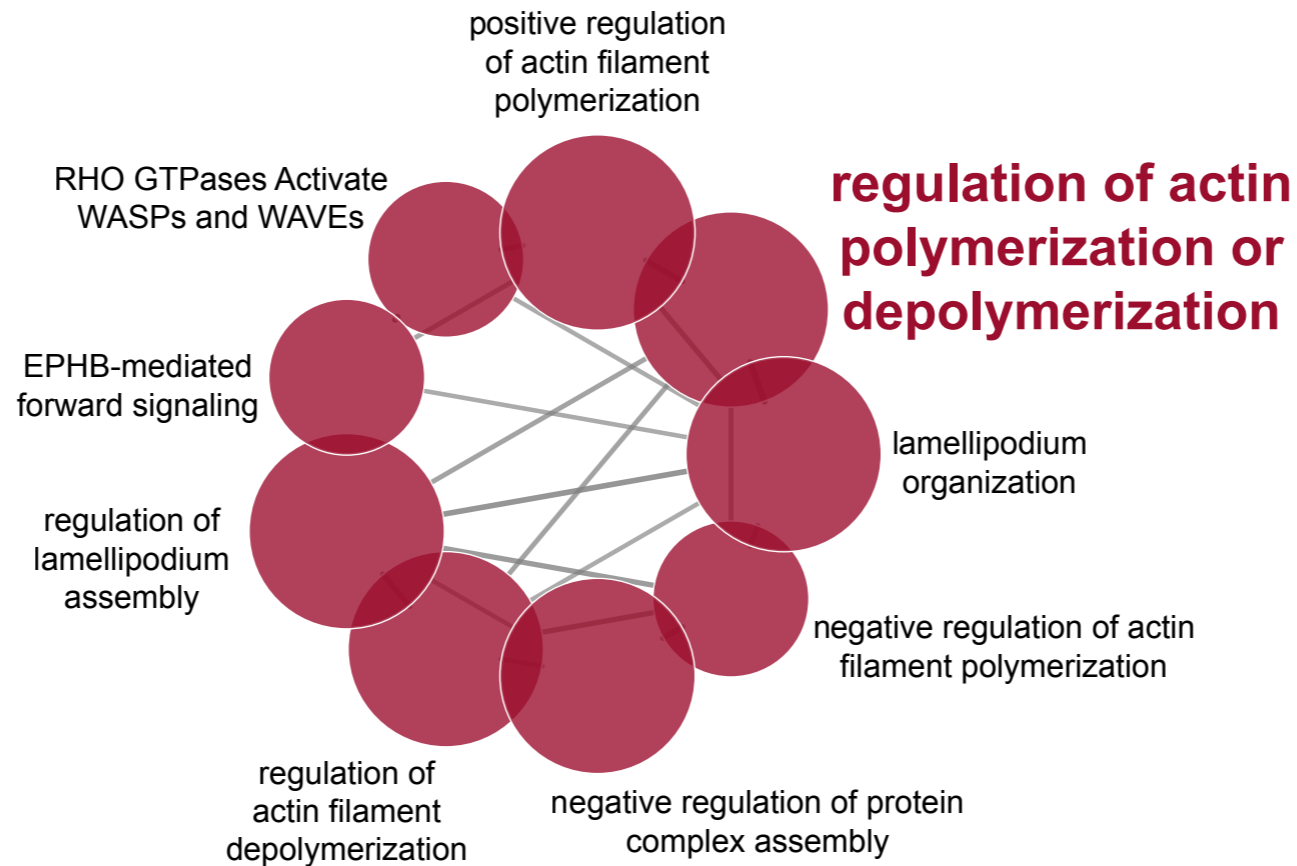 positive regulation
of actin filament
polymerization
RHO GTPases Activate
WASPs and WAVEs
regulation of actin
polymerization or
depolymerization
EPHB-mediated
forward signaling
lamellipodium
organization
regulation of
lamellipodium
assembly
negative regulation of actin
filament polymerization
regulation of
actin filament
depolymerization
negative regulation of protein
complex assembly